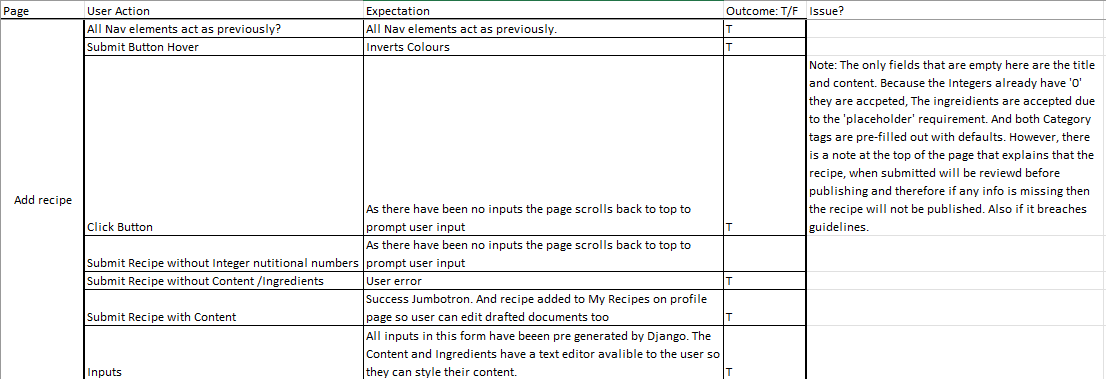 Page User Action Expectation Outcome: T/F Issue?
All Nav elements act as previously? All Nav elements act as previously. T
Submit Button Hover Inverts Colours T
Note: The only fields that are empty here are the title
and content. Because the Integers already have '0'
they are accpeted, The ingreidients are accepted due
to the 'placeholder' requirement. And both Category
tags are pre-filled out with defaults. However, there
is a note at the top of the page that explains that the
recipe, when submitted will be reviewd before
publishing and therefore if any info is missing then
the recipe will not be published. Also if it breaches
guidelines.
Add recipe
As there have been no inputs the page scrolls back to top to
Click Button prompt user input T
As there have been no inputs the page scrolls back to top to
Submit Recipe without Integer nutitional numbers prompt user input
Submit Recipe without Content /Ingredients User error T
Success Jumbotron. And recipe added to My Recipes on profile
Submit Recipe with Content page so user can edit drafted documents too T
All inputs in this form have beeen pre generated by Django. The
Content and Ingredients have a text editor avalible to the user so
Inputs they can style their content. T